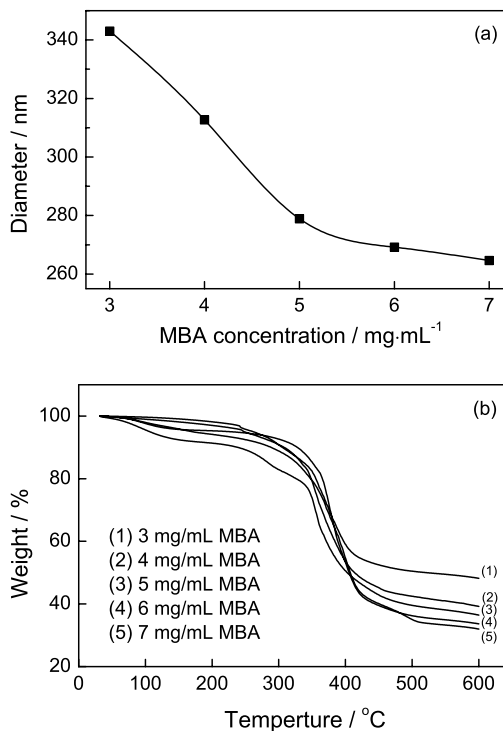 (a)
340
320
300
280
260
Diameter / nm
3 4 5 6 7
MBA concentration / mg·mL⁻¹
(b)
100
80
60
40
20
Weight / %
(1) 3 mg/mL MBA
(2) 4 mg/mL MBA
(3) 5 mg/mL MBA
(4) 6 mg/mL MBA
(5) 7 mg/mL MBA
(1)
(2)
(3)
(4)
(5)
0 100 200 300 400 500 600
Temperture / °C